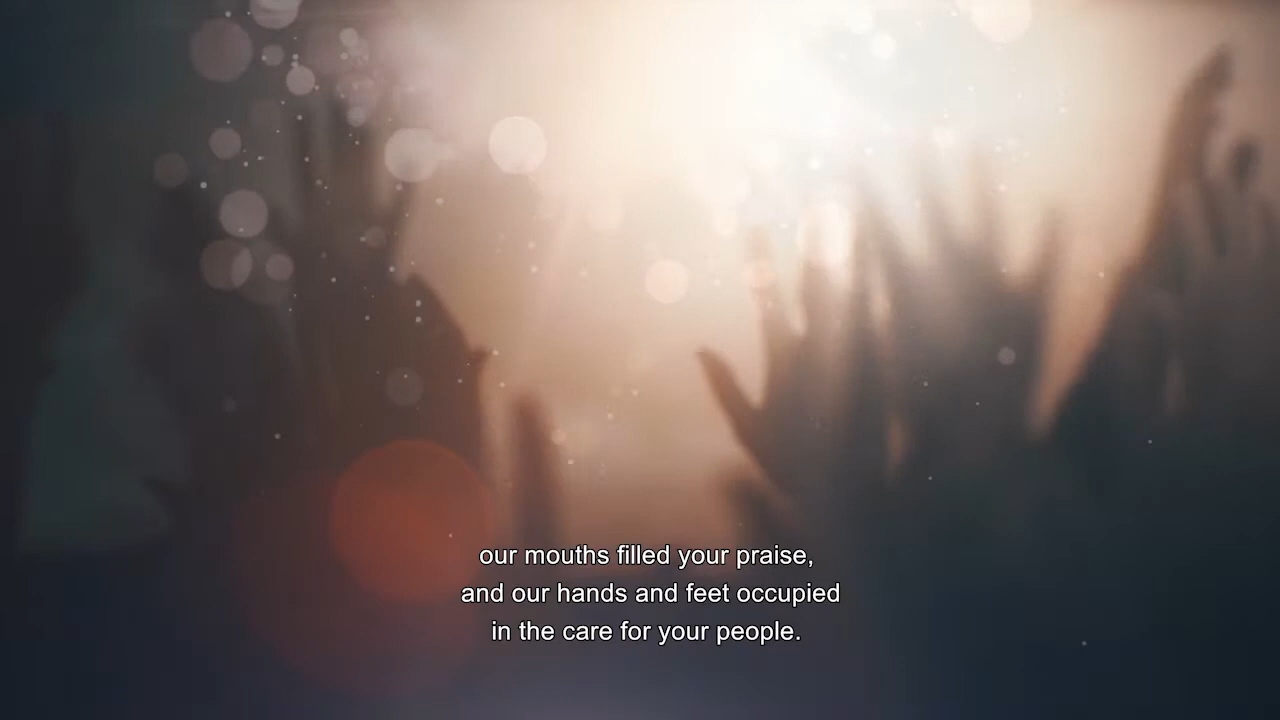 our mouths filled your praise,
and our hands and feet occupied
in the care for your people.